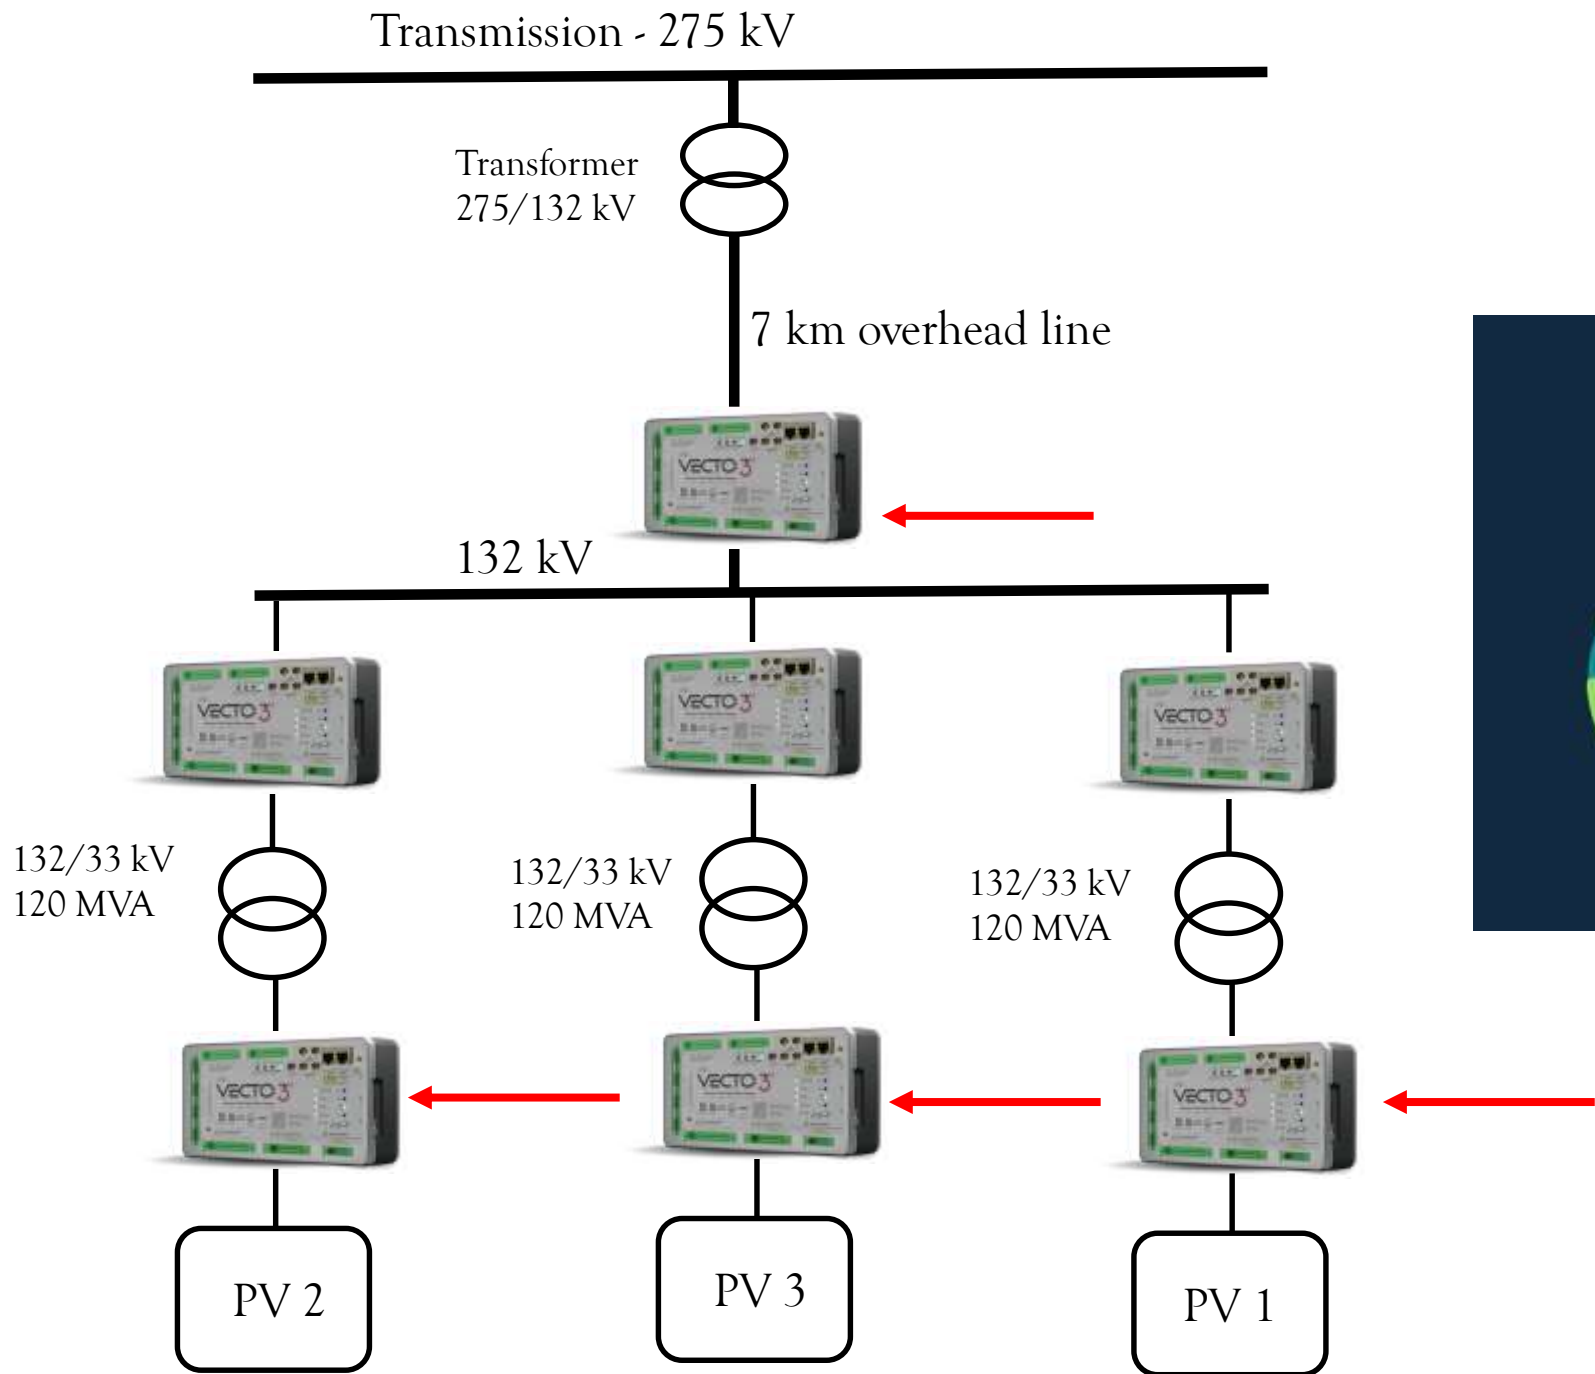 Transmission - 275 kV
Transformer
275/132 kV
7 km overhead line
VECTO 3
132 kV
VECTO 3
VECTO 3
VECTO 3
132/33 kV
120 MVA
132/33 kV
120 MVA
132/33 kV
120 MVA
VECTO 3
VECTO 3
VECTO 3
PV 2
PV 3
PV 1